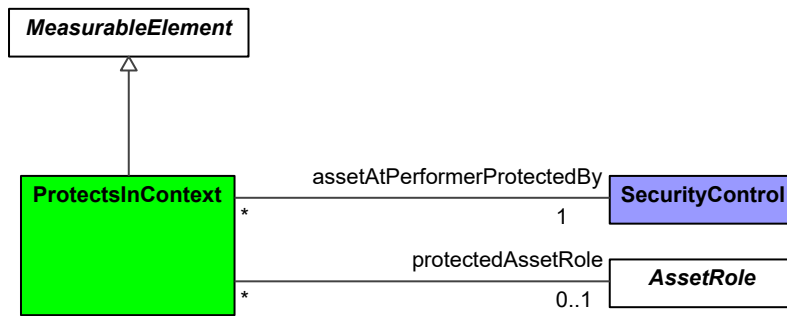 MeasurableElement
ProtectsInContext
assetAtPerformerProtectedBy
SecurityControl
*
1
protectedAssetRole
AssetRole
*
0..1